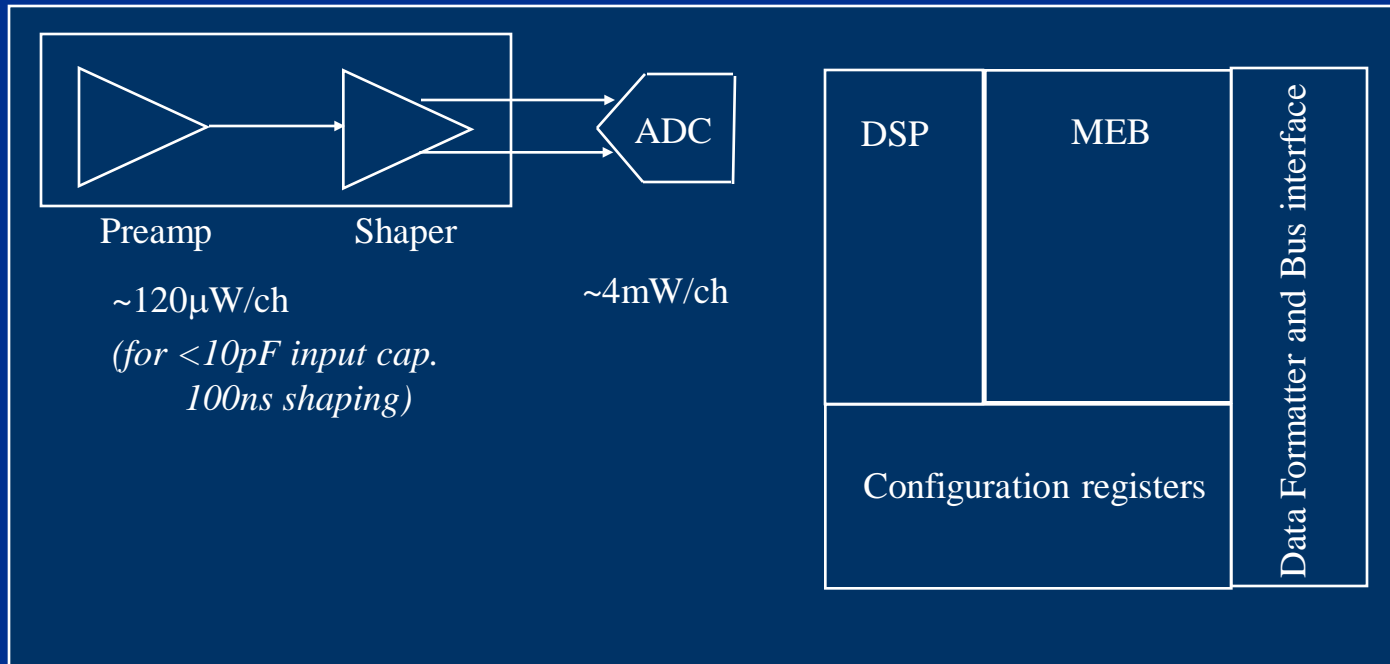 Preamp
Shaper
~120μW/ch
(for <10pF input cap.
100ns shaping)
ADC
~4mW/ch
DSP
MEB
Configuration registers
Data Formatter and Bus interface